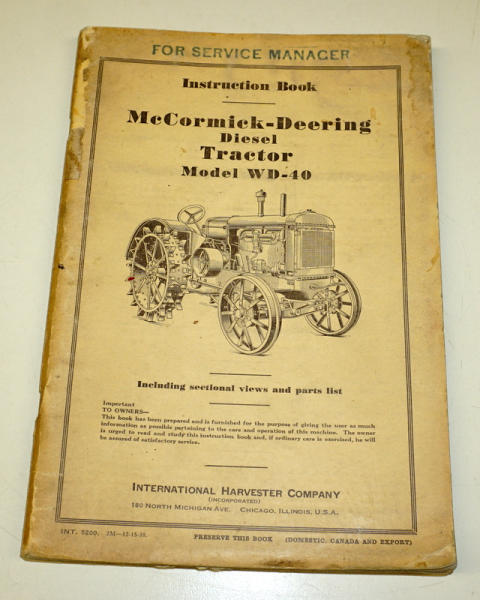 FOR SERVICE MANAGER
Instruction Book
McCormick-Deering
Diesel
Tractor
Model WD-40
Including sectional views and parts list
Important
TO OWNERS—
This book has been prepared and is furnished for the purpose of giving the user as much
information as possible pertaining to the care and operation of this machine. The owner
is urged to read and study this instruction book and, if ordinary care is exercised, he will
be assured of satisfactory service.
INTERNATIONAL HARVESTER COMPANY
(INCORPORATED)
180 NORTH MICHIGAN AVE. CHICAGO, ILLINOIS, U.S.A.
INT. 5200. PRESERVE THIS BOOK (DOMESTIC, CANADA AND EXPORT)